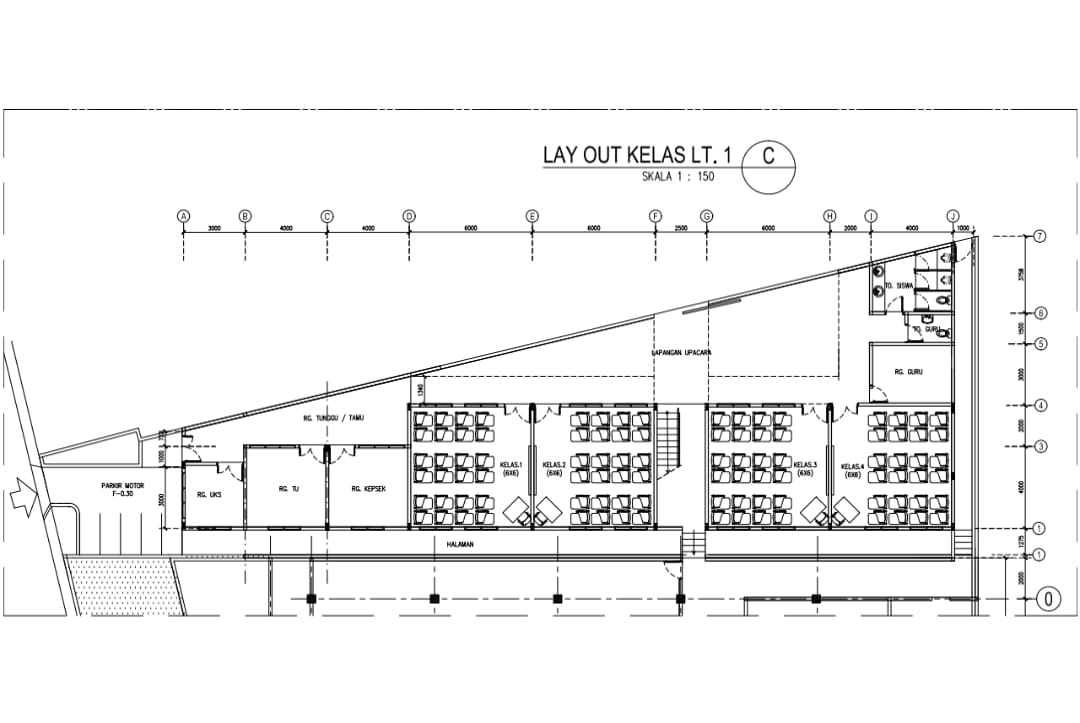 LAY OUT KELAS LT. 1
C
SKALA 1 : 150
A B C D E F G H I J
3000 4000 4000 6000 6000 2500 6000 2000 4000 1000
7
3758
TO. SISWA
6
1500
TO. GURU
5
LAPANGAN UPACARA
3000
RG. GURU
1340
4
RG. TUNGGU / TAMU
2000
3
1000
KELAS.1
(6X6)
KELAS.2
(6X6)
KELAS.3
(6X6)
KELAS.4
(6X6)
PARKIR MOTOR
F-0.30
RG. UKS
RG. TU
RG. KEPSEK
3000
4000
1
HALAMAN
1275
1
2000
0